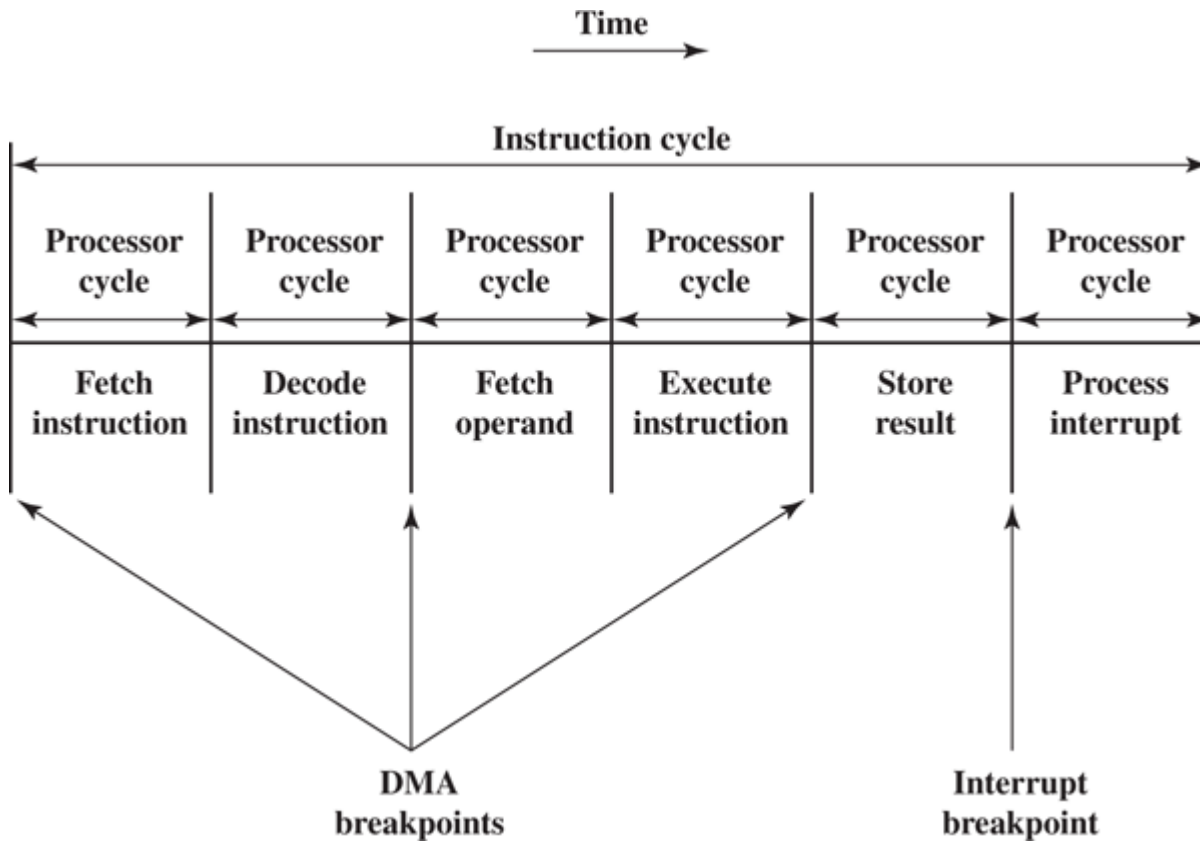 Time
Instruction cycle
Processor cycle
Processor cycle
Processor cycle
Processor cycle
Processor cycle
Processor cycle
Fetch instruction
Decode instruction
Fetch operand
Execute instruction
Store result
Process interrupt
DMA breakpoints
Interrupt breakpoint